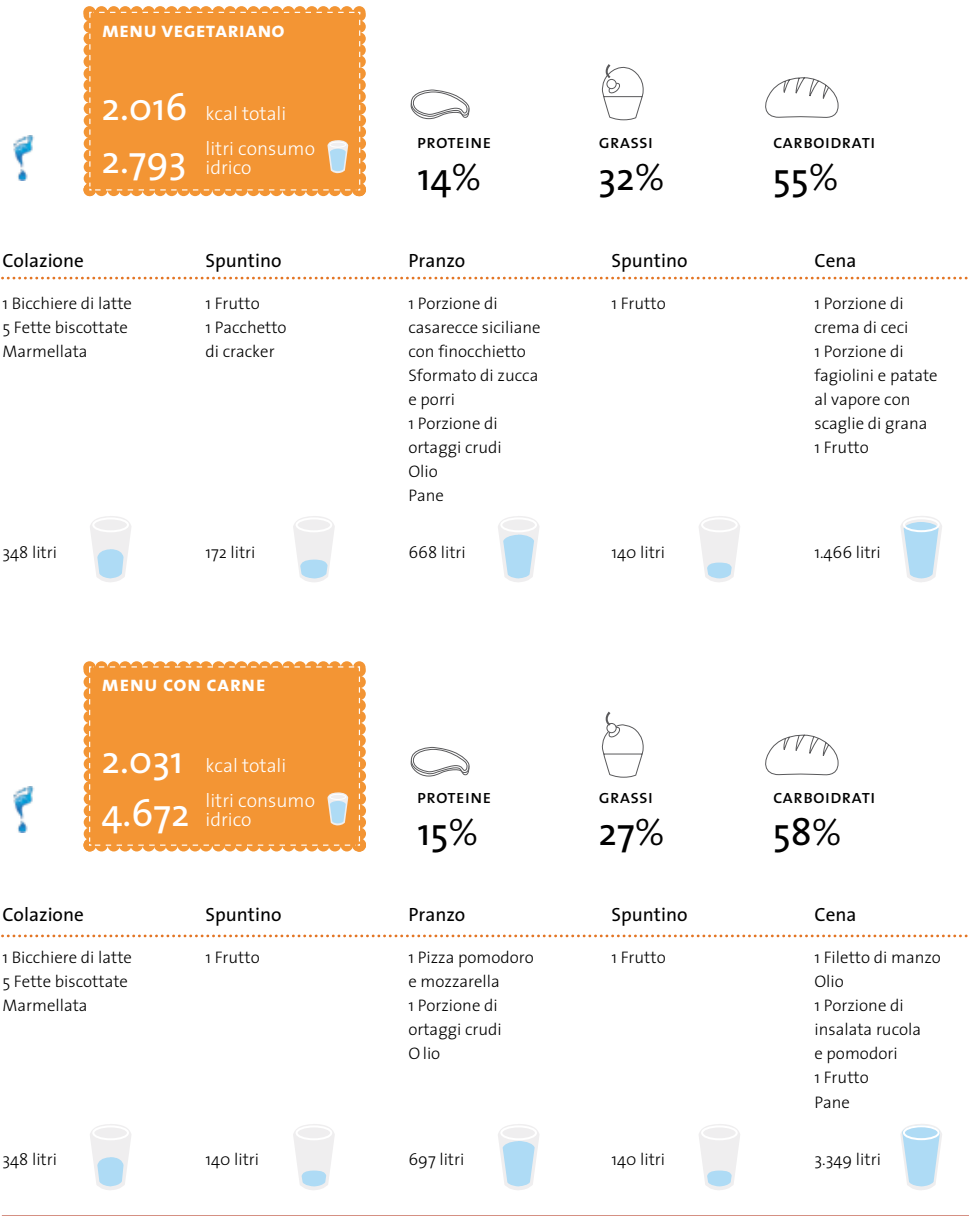 MENU VEGETARIANO
2.016 kcal totali
2.793 litri consumo
idrico
PROTEINE
14%
GRASSI
32%
CARBOIDRATI
55%
Colazione
1 Bicchiere di latte
5 Fette biscottate
Marmellata
348 litri
Spuntino
1 Frutto
1 Pacchetto
di cracker
172 litri
Pranzo
1 Porzione di
casarecce siciliane
con finocchietto
Sformato di zucca
e porri
1 Porzione di
ortaggi crudi
Olio
Pane
668 litri
Spuntino
1 Frutto
140 litri
Cena
1 Porzione di
crema di ceci
1 Porzione di
fagiolini e patate
al vapore con
scaglie di grana
1 Frutto
1.466 litri
MENU CON CARNE
2.031 kcal totali
4.672 litri consumo
idrico
PROTEINE
15%
GRASSI
27%
CARBOIDRATI
58%
Colazione
1 Bicchiere di latte
5 Fette biscottate
Marmellata
348 litri
Spuntino
1 Frutto
140 litri
Pranzo
1 Pizza pomodoro
e mozzarella
1 Porzione di
ortaggi crudi
O lio
697 litri
Spuntino
1 Frutto
140 litri
Cena
1 Filetto di manzo
Olio
1 Porzione di
insalata rucola
e pomodori
1 Frutto
Pane
3.349 litri